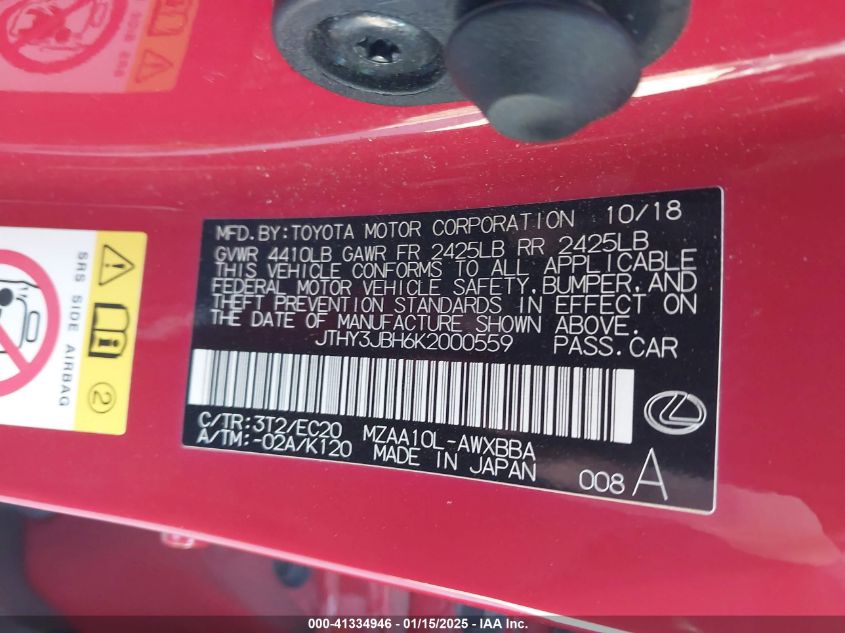 MFD.BY:TOYOTA MOTOR CORPORATION 10/18
GVWR 4410LB GAWR FR 2425LB RR 2425LB
THIS VEHICLE CONFORMS TO ALL APPLICABLE
FEDERAL MOTOR VEHICLE SAFETY,BUMPER,AND
THEFT PREVENTION STANDARDS IN EFFECT ON
THE DATE OF MANUFACTURE SHOWN ABOVE.
JTHY3JBH6K2000559 PASS.CAR
C/TR:3T2/EC20 MZAA10L-AWXBBA
A/TM:-02A/K120 MADE IN JAPAN
008 A
SRS SIDE AIRBAG
2
000-41334946 — 01/15/2025 — IAA Inc.